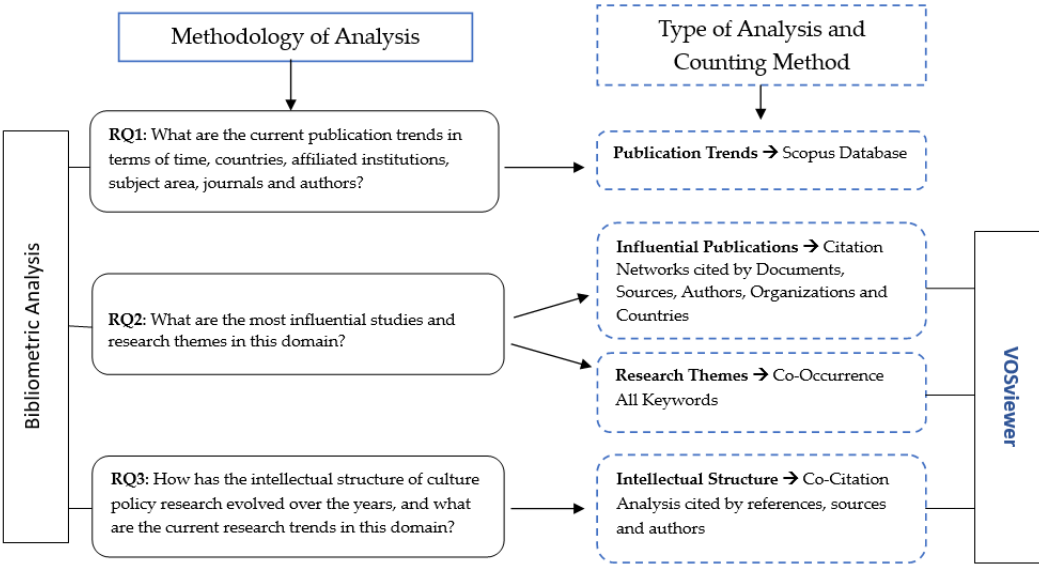 Methodology of Analysis
Type of Analysis and
Counting Method
Bibliometric Analysis
RQ1: What are the current publication trends in
terms of time, countries, affiliated institutions,
subject area, journals and authors?
Publication Trends → Scopus Database
RQ2: What are the most influential studies and
research themes in this domain?
Influential Publications → Citation
Networks cited by Documents,
Sources, Authors, Organizations and
Countries
Research Themes → Co-Occurrence
All Keywords
RQ3: How has the intellectual structure of culture
policy research evolved over the years, and what
are the current research trends in this domain?
Intellectual Structure → Co-Citation
Analysis cited by references, sources
and authors
VOSviewer